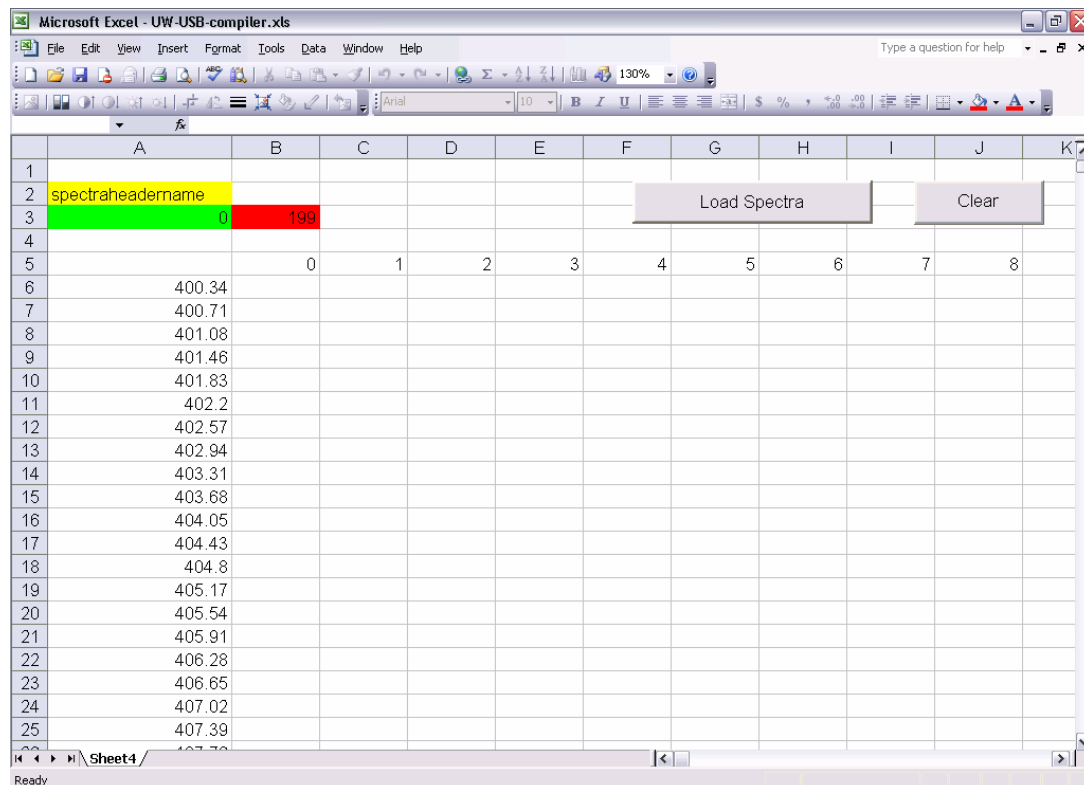 Microsoft Excel - UW-USB-compiler.xls
File Edit View Insert Format Tools Data Window Help Type a question for help
130%
Arial 10 B I U $ % ,
fx
A B C D E F G H I J K
1
2 spectraheadername Load Spectra Clear
3 0 199
4
5 0 1 2 3 4 5 6 7 8
6 400.34
7 400.71
8 401.08
9 401.46
10 401.83
11 402.2
12 402.57
13 402.94
14 403.31
15 403.68
16 404.05
17 404.43
18 404.8
19 405.17
20 405.54
21 405.91
22 406.28
23 406.65
24 407.02
25 407.39
Sheet4
Ready